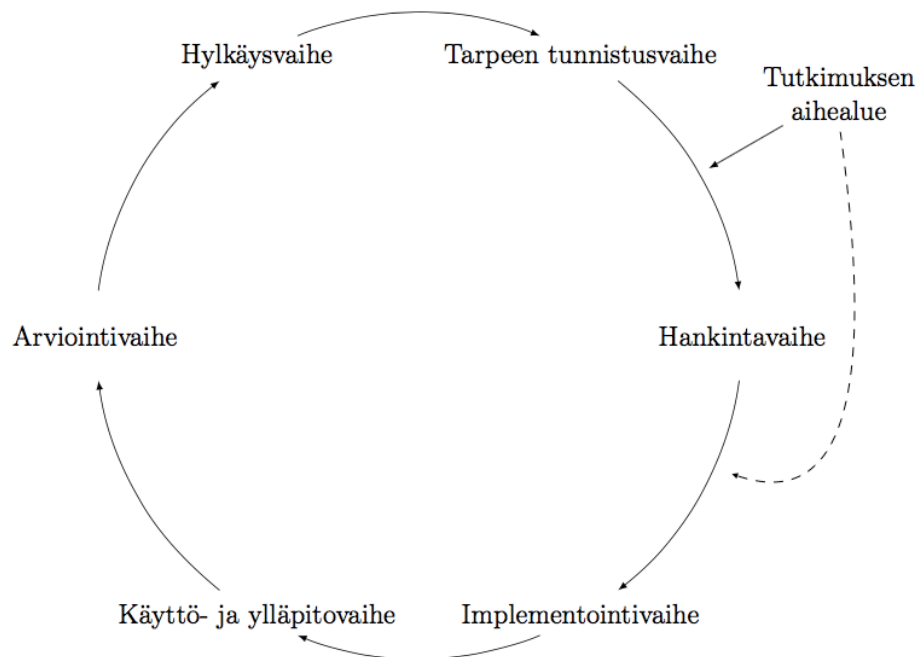 Hylkäysvaihe
Tarpeen tunnistusvaihe
Tutkimuksen
aihealue
Arviointivaihe
Hankintavaihe
Käyttö- ja ylläpitovaihe
Implementointivaihe